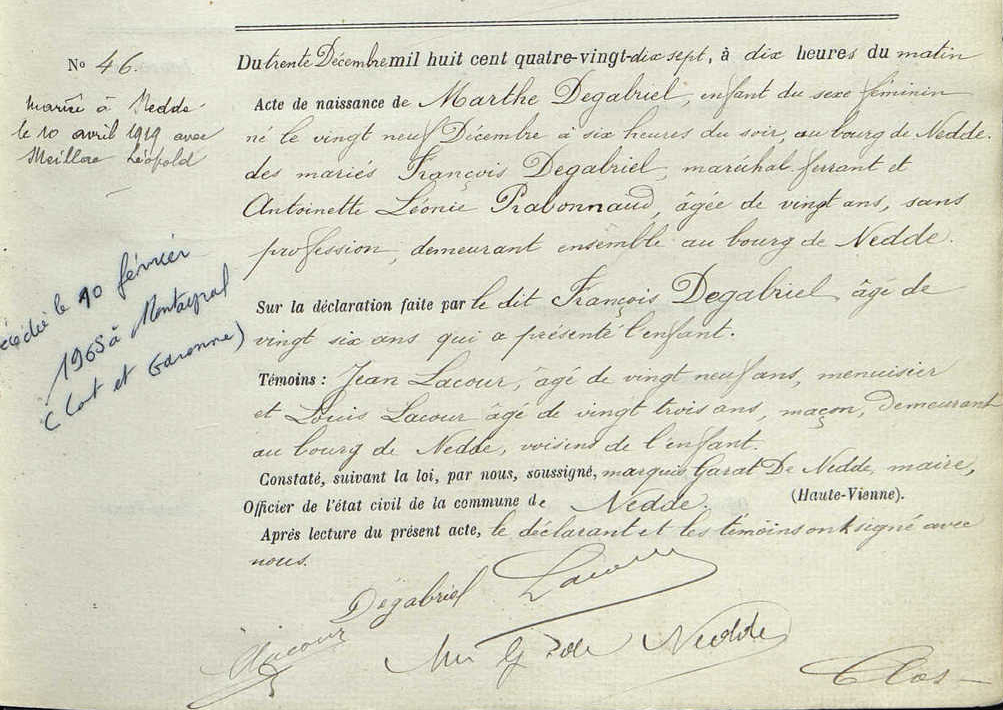 N° 46.
Mariée à Nedde
le 10 avril 1919 avec
Meillac Léopold
décédée le 10 février
1965 à Montayral
(Lot et Garonne)
Du trente Décembre mil huit cent quatre-vingt-dix sept, à dix heures du matin
Acte de naissance de Marthe Degabriel, enfant du sexe féminin
né le vingt neuf Décembre à six heures du soir, au bourg de Nedde.
des mariés François Degabriel, maréchal-ferrant et
Antoinette Léonie Prabonnaud, âgée de vingt ans, sans
profession, demeurant ensemble au bourg de Nedde.
Sur la déclaration faite par le dit François Degabriel âgé de
vingt six ans qui a présenté l'enfant.
Témoins : Jean Lacour, âgé de vingt neuf ans, menuisier
et Louis Lacour âgé de vingt trois ans, maçon, demeurant
au bourg de Nedde, voisins de l'enfant.
Constaté, suivant la loi, par nous, soussigné, marquis Garat De Nedde, maire,
Officier de l'état civil de la commune de Nedde. (Haute-Vienne).
Après lecture du présent acte, le déclarant et les témoins ont signé avec
nous.
Degabriel Lacour
Lacour
de Nedde
Clos